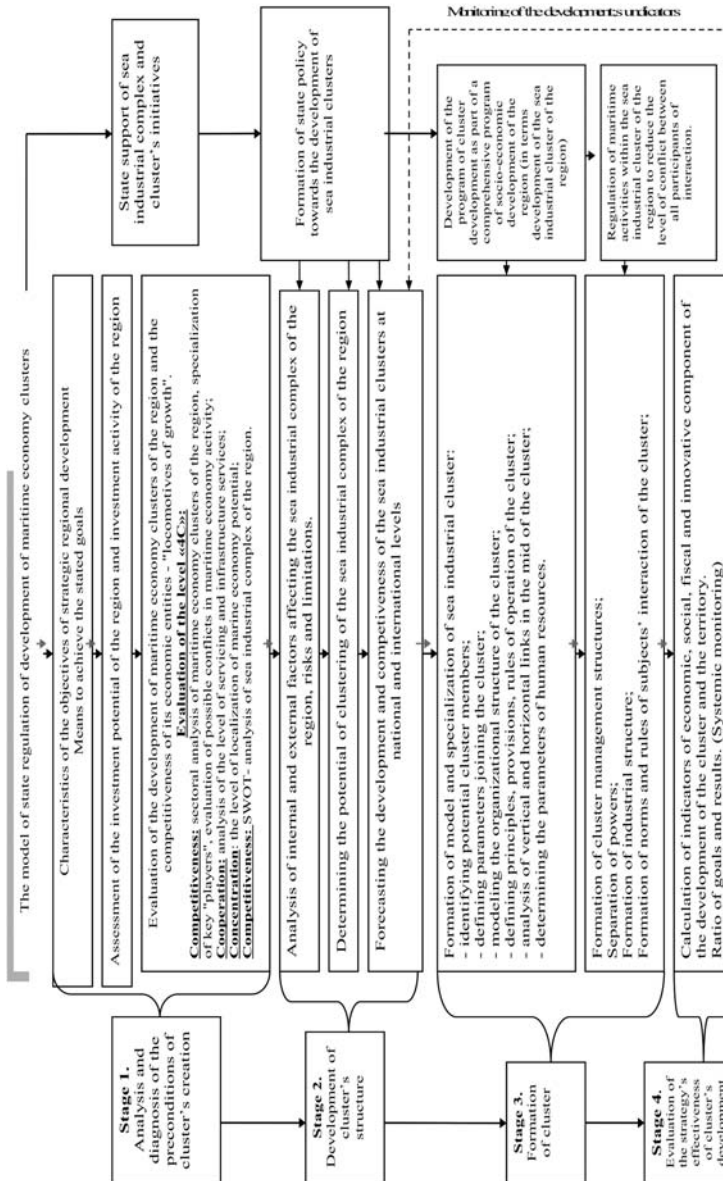 The model of state regulation of development of maritime economy clusters
Stage 1.
Analysis and
diagnosis of the
preconditions of
cluster's creation
Characteristics of the objectives of strategic regional development
Means to achieve the stated goals
Assessment of the investment potential of the region and investment activity of the region
Evaluation of the development of maritime economy clusters of the region and the
competitiveness of its economic entities - "locomotives of growth".
Evaluation of the level «4C»:
Competitiveness: sectoral analysis of maritime economy clusters of the region, specialization
of key "players", evaluation of possible conflicts in maritime economy activity;
Cooperation: analysis of the level of servicing and infrastructure services;
Concentration: the level of localization of marine economy potential;
Competitiveness: SWOT- analysis of sea industrial complex of the region.
State support of sea
industrial complex and
cluster's initiatives
Stage 2.
Development of
cluster's
structure
Analysis of internal and external factors affecting the sea industrial complex of the
region, risks and limitations.
Determining the potential of clustering of the sea industrial complex of the region
Forecasting the development and competiveness of the sea industrial clusters at
national and international levels
Formation of state policy
towards the development of
sea industrial clusters
Monitoring of the development;s undicators
Stage 3.
Formation
of cluster
Formation of model and specialization of sea industrial cluster;
- identifying potential cluster members;
- defining parameters joining the cluster;
- modeling the organizational structure of the cluster;
- defining principles, provisions, rules of operation of the cluster;
- analysis of vertical and horizontal links in the mid of the cluster;
- determining the parameters of human resources.
Development of the
program of cluster
development as part of a
comprehensive program
of socio-economic
development of the
region (in terms
development of the sea
industrial cluster of the
region)
Formation of cluster management structures;
Separation of powers;
Formation of industrial structure;
Formation of norms and rules of subjects' interaction of the cluster;
Regulation of maritime
activities within the sea
industrial cluster of the
region to reduce the
level of conflict between
all participants of
interaction.
Stage 4.
Evaluation of
the strategy's
effectiveness
of cluster's
development
Calculation of indicators of economic, social, fiscal and innovative component of
the development of the cluster and the territory.
Ratio of goals and results. (Systemic monitoring)